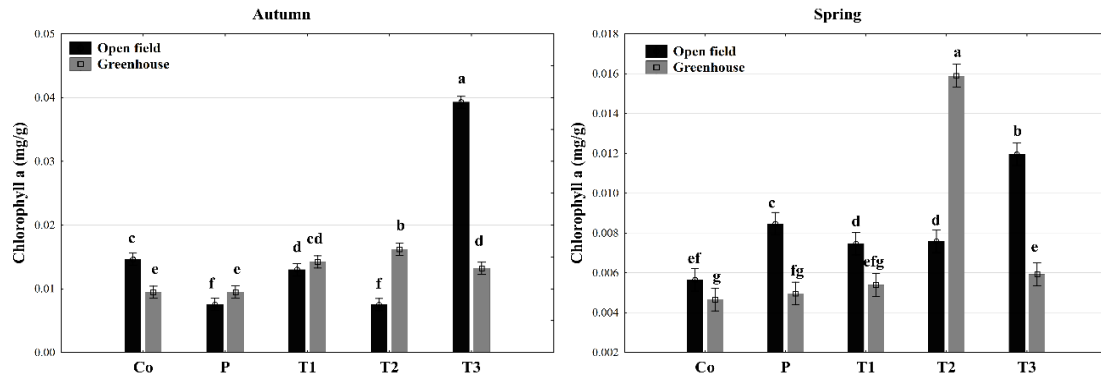 Autumn
Chlorophyll a (mg/g)
0.05
0.04
0.03
0.02
0.01
0.00
Open field
Greenhouse
c
e
f
e
d
cd
f
b
a
d
Co P T1 T2 T3
Spring
Chlorophyll a (mg/g)
0.018
0.016
0.014
0.012
0.010
0.008
0.006
0.004
0.002
Open field
Greenhouse
ef
g
c
fg
d
efg
d
a
b
e
Co P T1 T2 T3